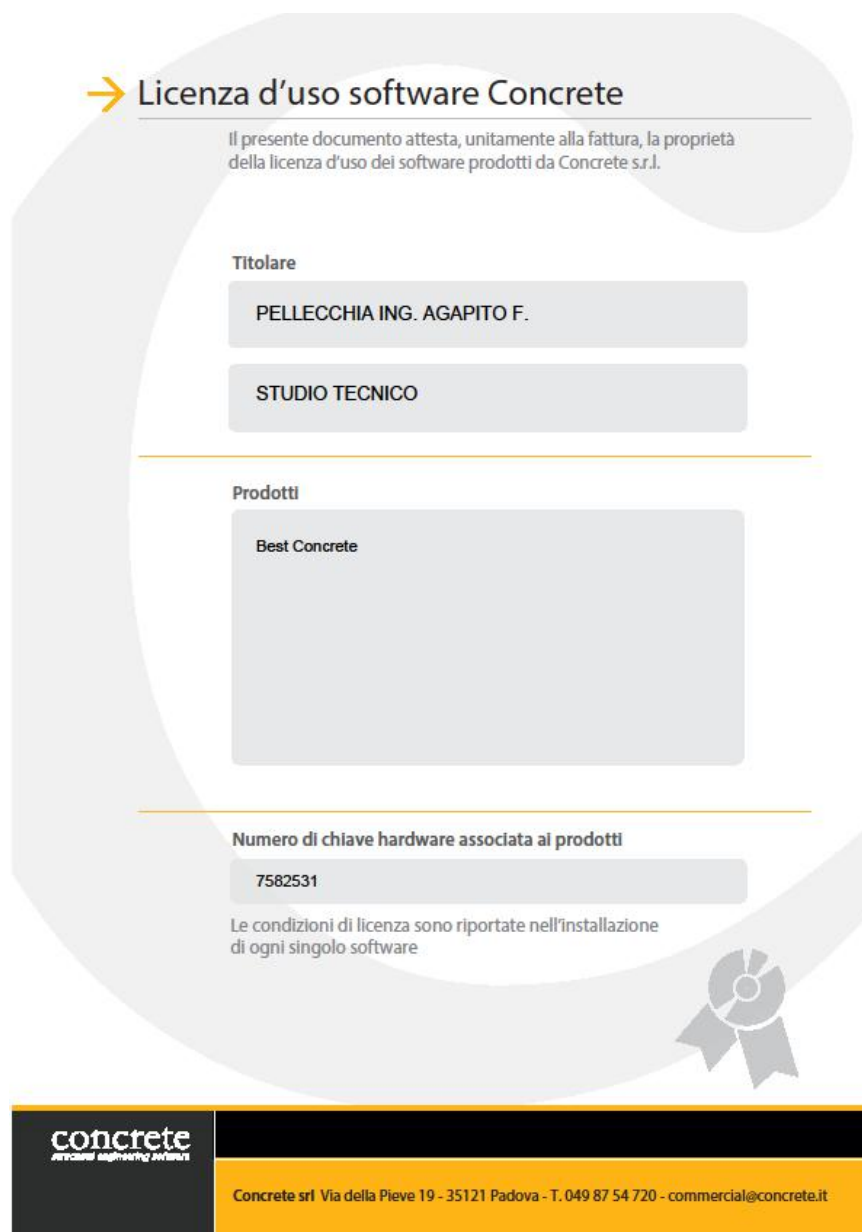 Licenza d'uso software Concrete
Il presente documento attesta, unitamente alla fattura, la proprietà
della licenza d'uso dei software prodotti da Concrete s.r.l.
Titolare
PELLECCHIA ING. AGAPITO F.
STUDIO TECNICO
Prodotti
Best Concrete
Numero di chiave hardware associata ai prodotti
7582531
Le condizioni di licenza sono riportate nell'installazione
di ogni singolo software
concrete
structural engineering software
Concrete srl Via della Pieve 19 - 35121 Padova - T. 049 87 54 720 - commercial@concrete.it